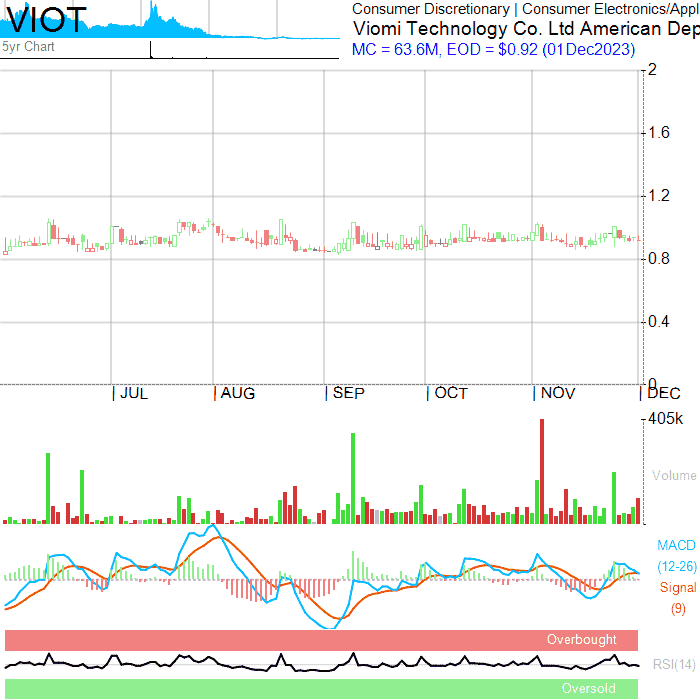 VIOT
5yr Chart
Consumer Discretionary | Consumer Electronics/Appl
Viomi Technology Co. Ltd American Dep
MC = 63.6M, EOD = $0.92 (01Dec2023)
2
1.6
1.2
0.8
0.4
0
| JUL | AUG | SEP | OCT | NOV | DEC
405k
Volume
MACD
(12-26)
Signal
(9)
Overbought
RSI(14)
Oversold